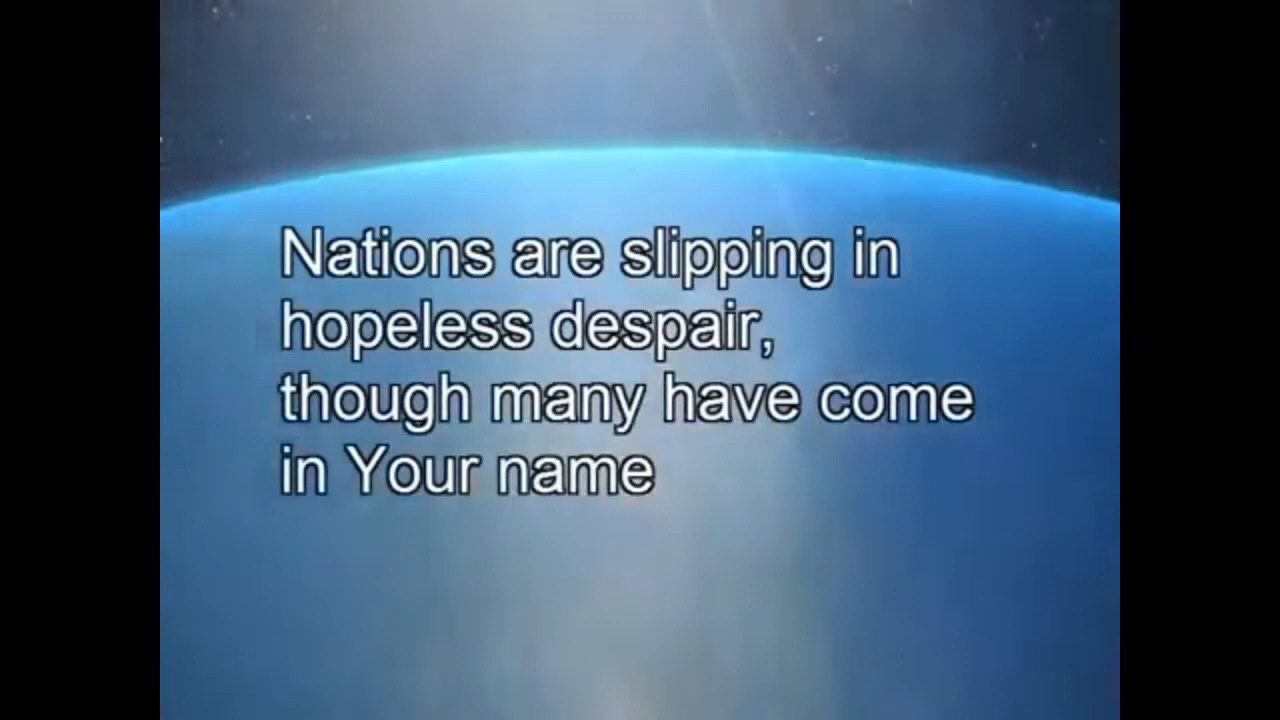 Nations are slipping in
hopeless despair,
though many have come
in Your name